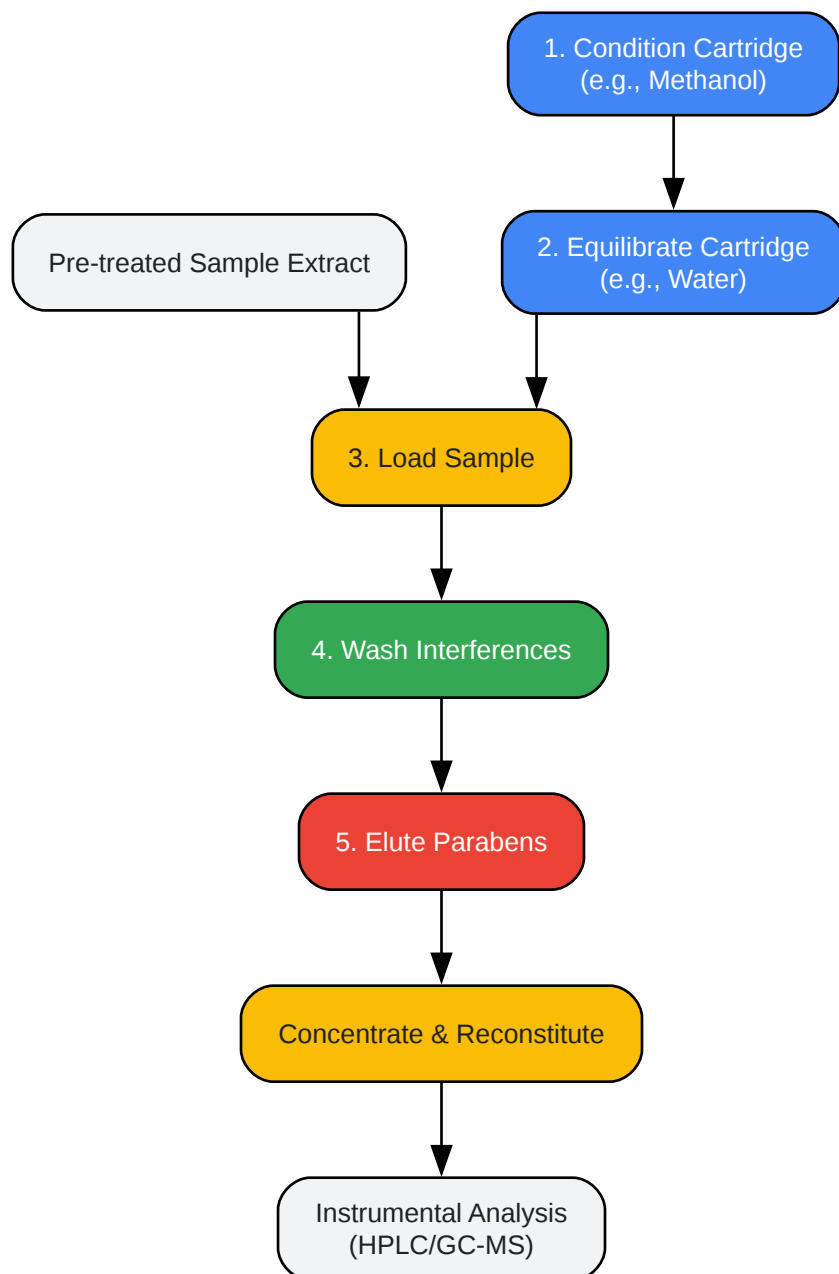 1. Condition Cartridge
(e.g., Methanol)
Pre-treated Sample Extract
2. Equilibrate Cartridge
(e.g., Water)
3. Load Sample
4. Wash Interferences
5. Elute Parabens
Concentrate & Reconstitute
Instrumental Analysis
(HPLC/GC-MS)